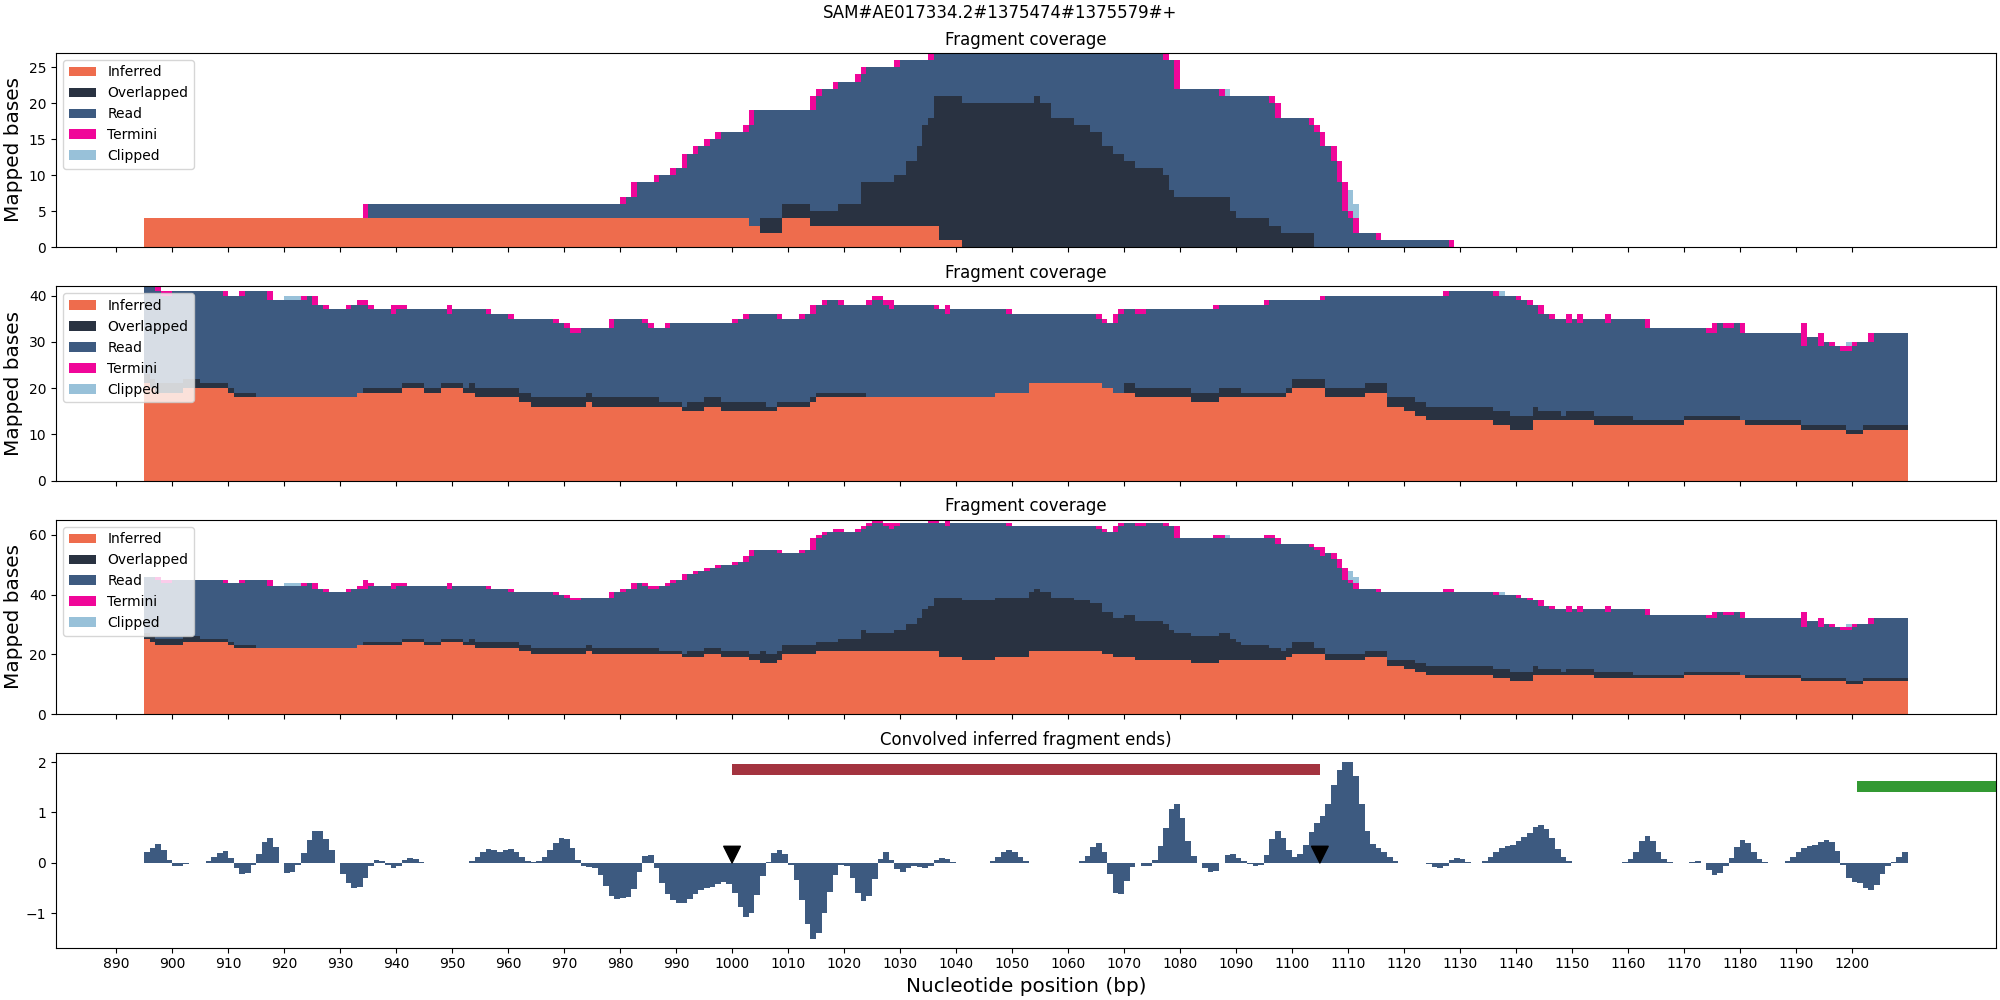 SAM#AE017334.2#1375474#1375579#+
Fragment coverage
Mapped bases
25
20
15
10
5
0
Inferred
Overlapped
Read
Termini
Clipped
Fragment coverage
Mapped bases
40
30
20
10
0
Inferred
Overlapped
Read
Termini
Clipped
Fragment coverage
Mapped bases
60
40
20
0
Inferred
Overlapped
Read
Termini
Clipped
Convolved inferred fragment ends)
2
1
0
−1
890 900 910 920 930 940 950 960 970 980 990 1000 1010 1020 1030 1040 1050 1060 1070 1080 1090 1100 1110 1120 1130 1140 1150 1160 1170 1180 1190 1200
Nucleotide position (bp)